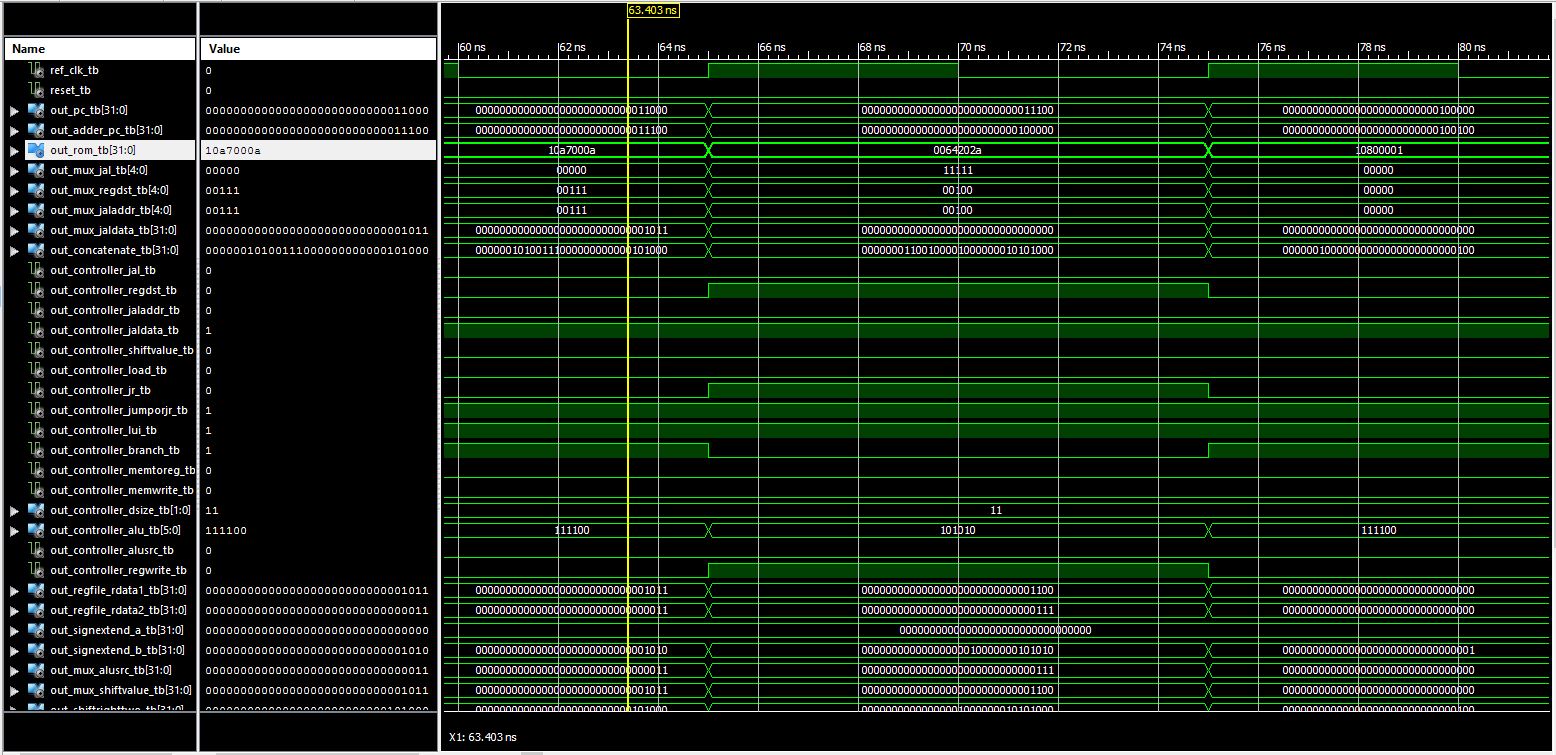 63.403 ns
60 ns 62 ns 64 ns 66 ns 68 ns 70 ns 72 ns 74 ns 76 ns 78 ns 80 ns
Name Value
ref_clk_tb 0
reset_tb 0
out_pc_tb[31:0] 00000000000000000000000000011000 00000000000000000000000000011000 00000000000000000000000000011100 00000000000000000000000000100000
out_adder_pc_tb[31:0] 00000000000000000000000000011100 00000000000000000000000000011100 00000000000000000000000000100000 00000000000000000000000000100100
out_rom_tb[31:0] 10a7000a 10a7000a 0064202a 10800001
out_mux_jal_tb[4:0] 00000 00000 11111 00000
out_mux_regdst_tb[4:0] 00111 00111 00100 00000
out_mux_jaladdr_tb[4:0] 00111 00111 00100 00000
out_mux_jaldata_tb[31:0] 00000000000000000000000000001011 00000000000000000000000000001011 00000000000000000000000000000000 00000000000000000000000000000000
out_concatenate_tb[31:0] 00000010100111000000000000101000 00000010100111000000000000101000 00000001100100001000000010101000 00000010000000000000000000000100
out_controller_jal_tb 0
out_controller_regdst_tb 0
out_controller_jaladdr_tb 0
out_controller_jaldata_tb 1
out_controller_shiftvalue_tb 0
out_controller_load_tb 0
out_controller_jr_tb 0
out_controller_jumporjr_tb 1
out_controller_lui_tb 1
out_controller_branch_tb 1
out_controller_memtoreg_tb 0
out_controller_memwrite_tb 0
out_controller_dsize_tb[1:0] 11 11
out_controller_alu_tb[5:0] 111100 111100 101010 111100
out_controller_alusrc_tb 0
out_controller_regwrite_tb 0
out_regfile_rdata1_tb[31:0] 00000000000000000000000000001011 00000000000000000000000000001011 00000000000000000000000000001100 00000000000000000000000000000000
out_regfile_rdata2_tb[31:0] 00000000000000000000000000000011 00000000000000000000000000000011 00000000000000000000000000000111 00000000000000000000000000000000
out_signextend_a_tb[31:0] 00000000000000000000000000000000 00000000000000000000000000000000
out_signextend_b_tb[31:0] 00000000000000000000000000001010 00000000000000000000000000001010 00000000000000000010000000101010 00000000000000000000000000000001
out_mux_alusrc_tb[31:0] 00000000000000000000000000000011 00000000000000000000000000000011 00000000000000000000000000000111 00000000000000000000000000000000
out_mux_shiftvalue_tb[31:0] 00000000000000000000000000001011 00000000000000000000000000001011 00000000000000000000000000001100 00000000000000000000000000000000
X1: 63.403 ns